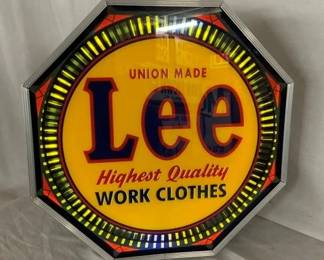 UNION MADE
Lee
Highest Quality
WORK CLOTHES